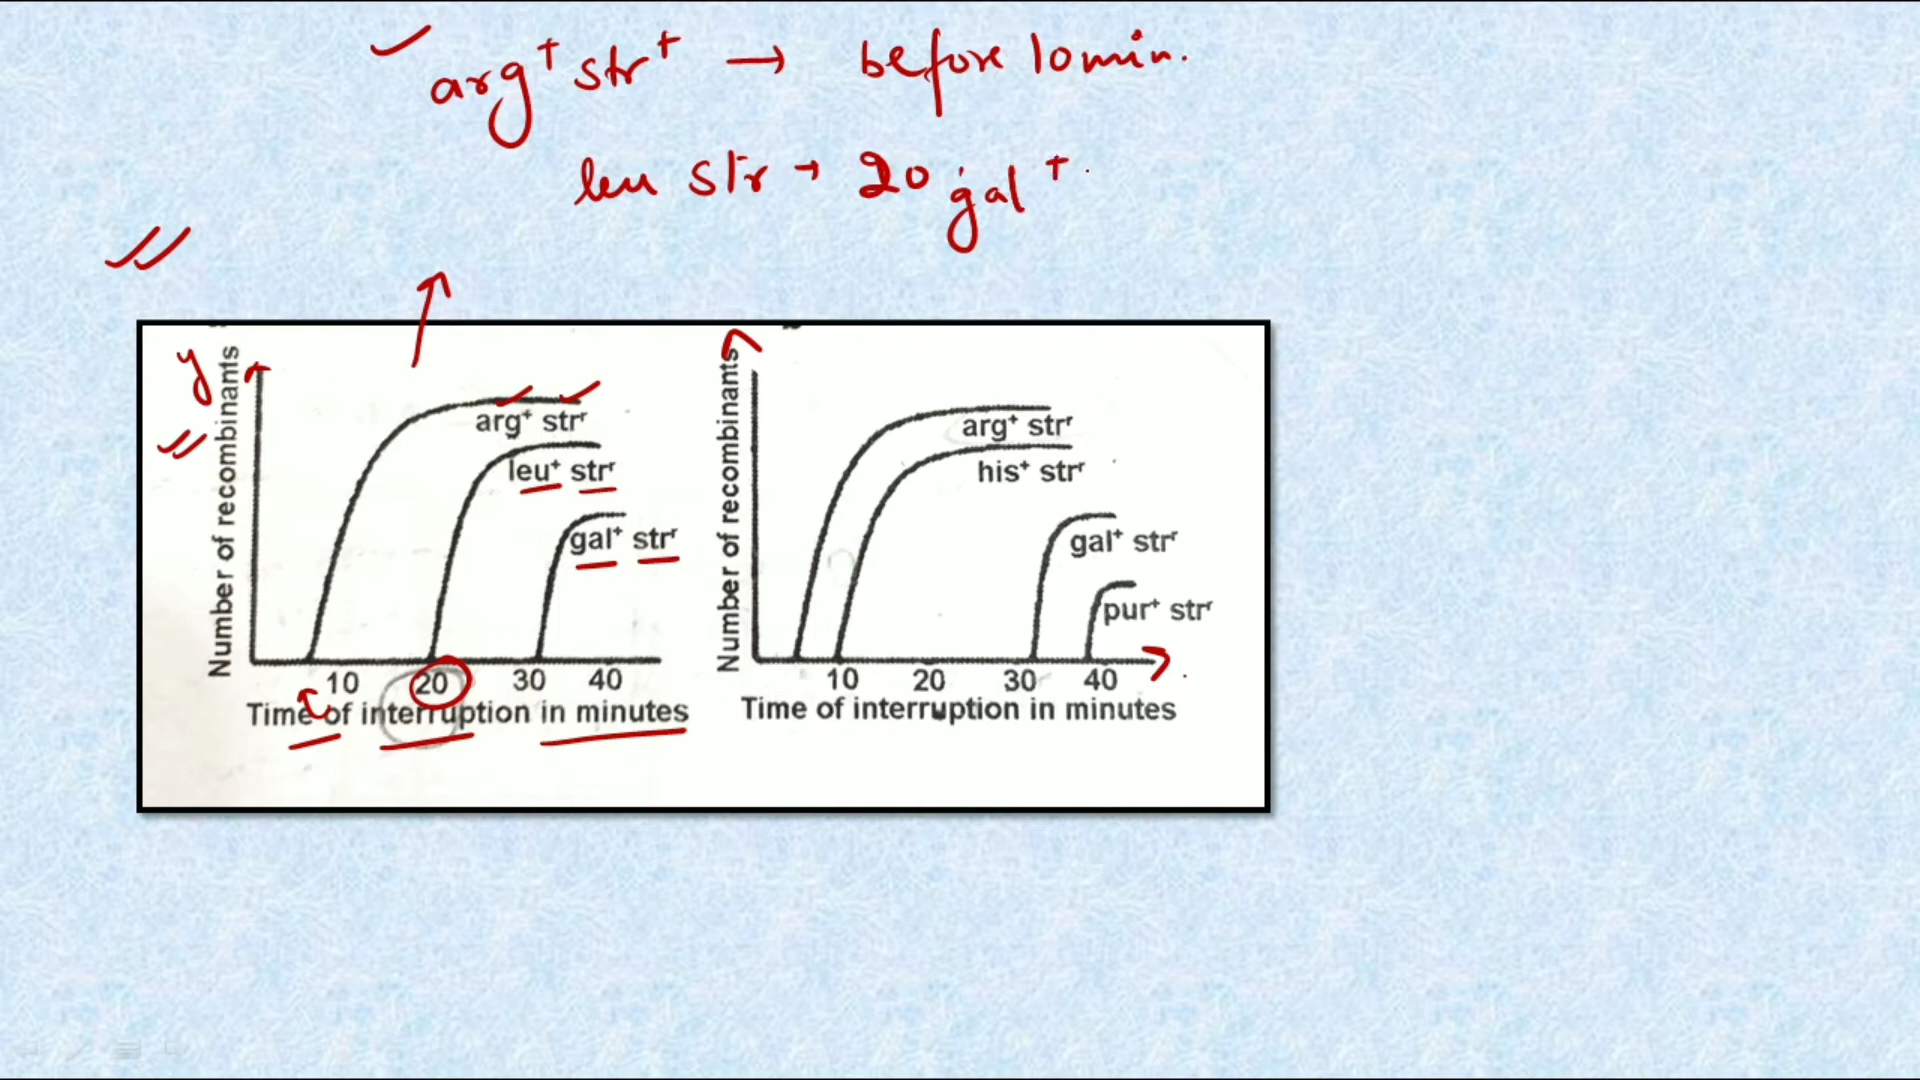 arg⁺ str⁺ → before 10 min.
leu str → 20 gal⁺.
y
Number of recombinants
arg⁺ strʳ
leu⁺ strʳ
gal⁺ strʳ
10 20 30 40
Time of interruption in minutes
Number of recombinants
arg⁺ strʳ
his⁺ strʳ
gal⁺ strʳ
pur⁺ strʳ
10 20 30 40
Time of interruption in minutes